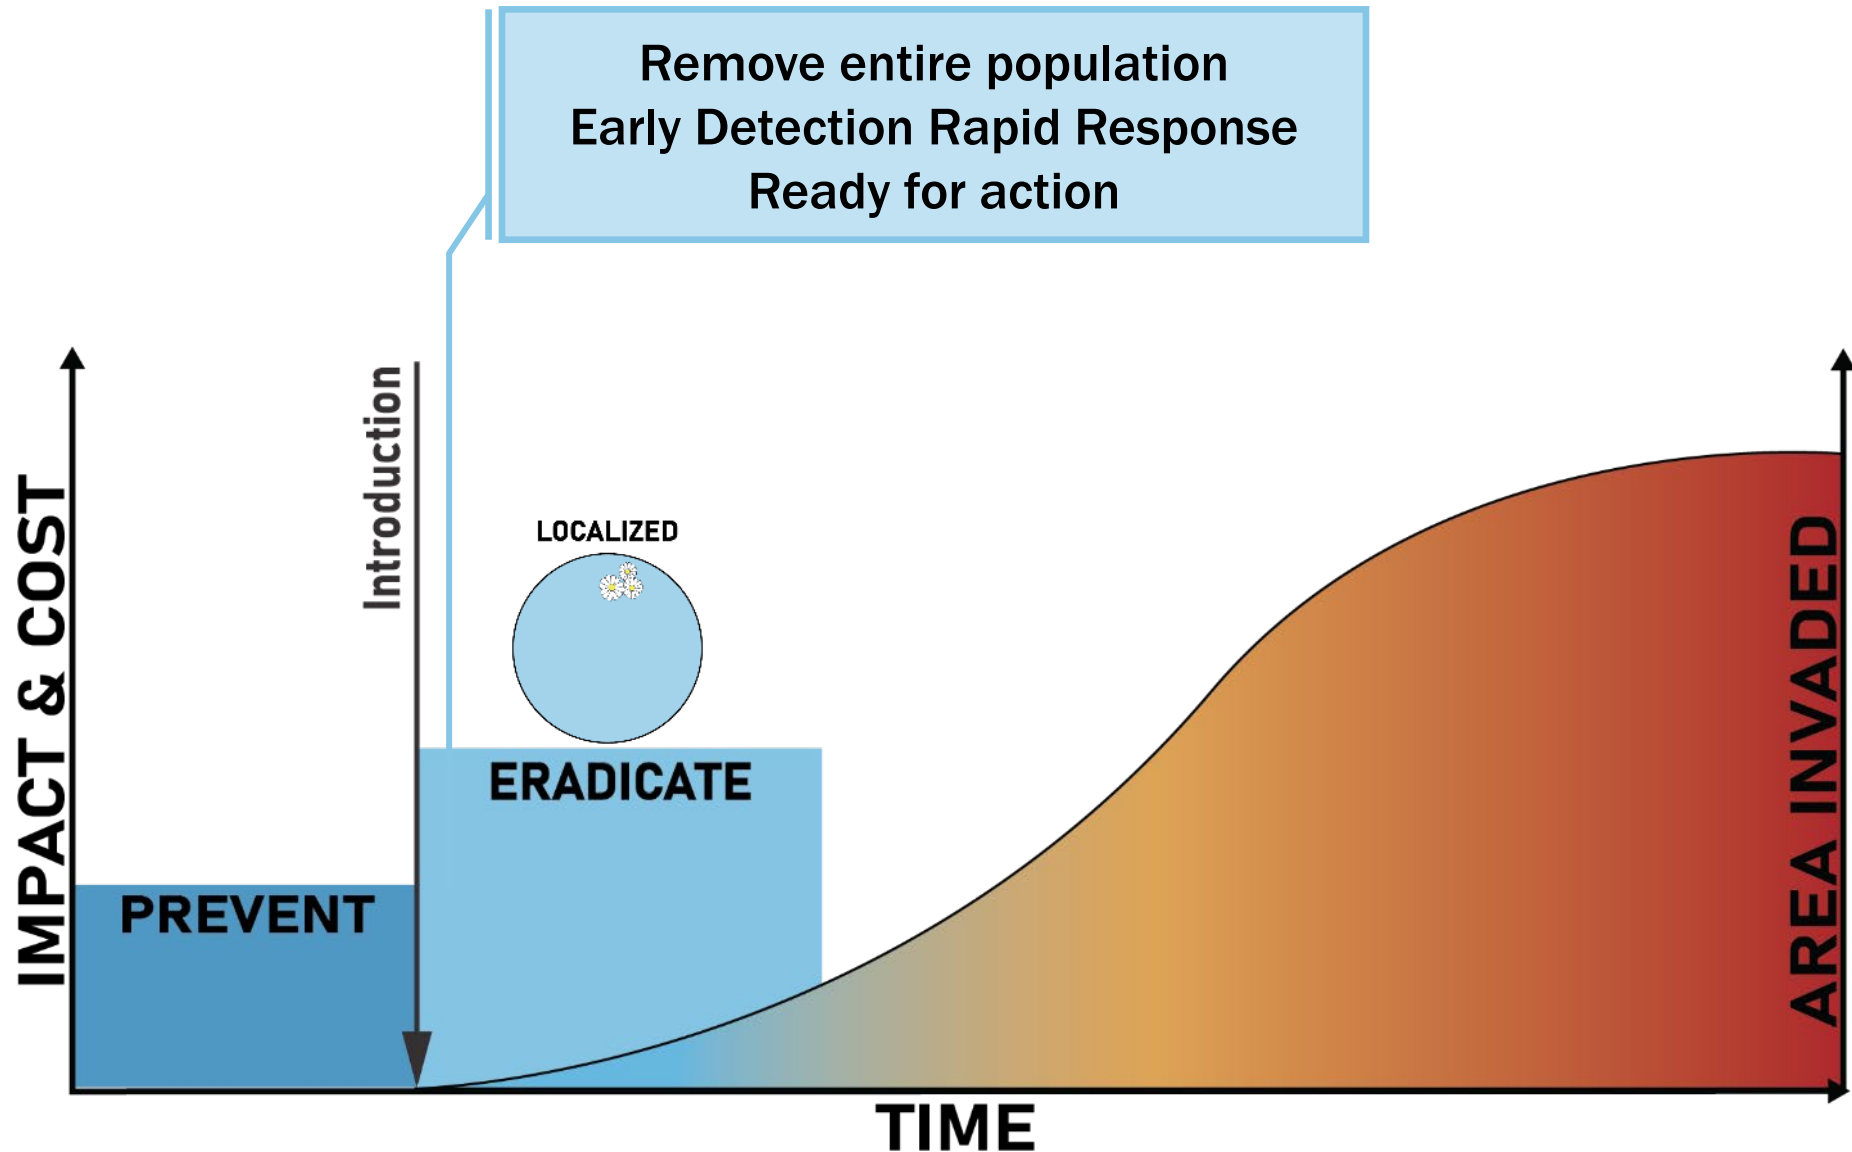 Remove entire population
Early Detection Rapid Response
Ready for action
IMPACT & COST
Introduction
LOCALIZED
ERADICATE
PREVENT
AREA INVADED
TIME